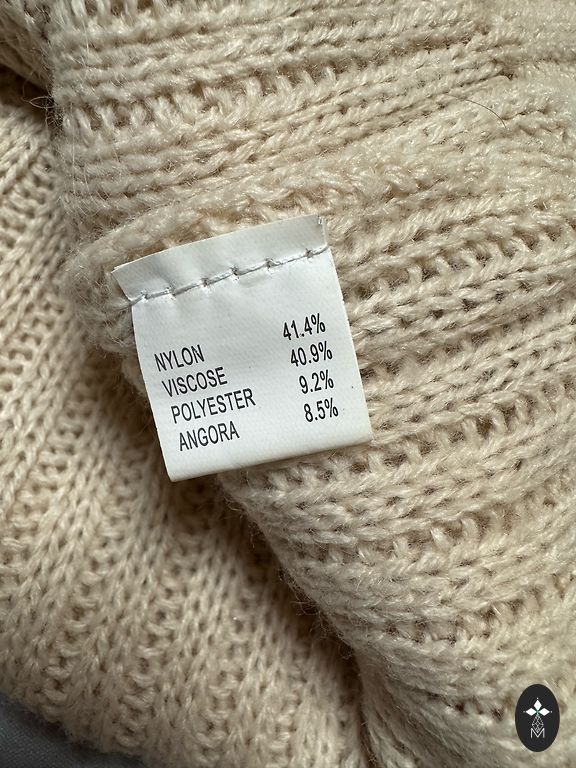 NYLON 41.4%
VISCOSE 40.9%
POLYESTER 9.2%
ANGORA 8.5%
M